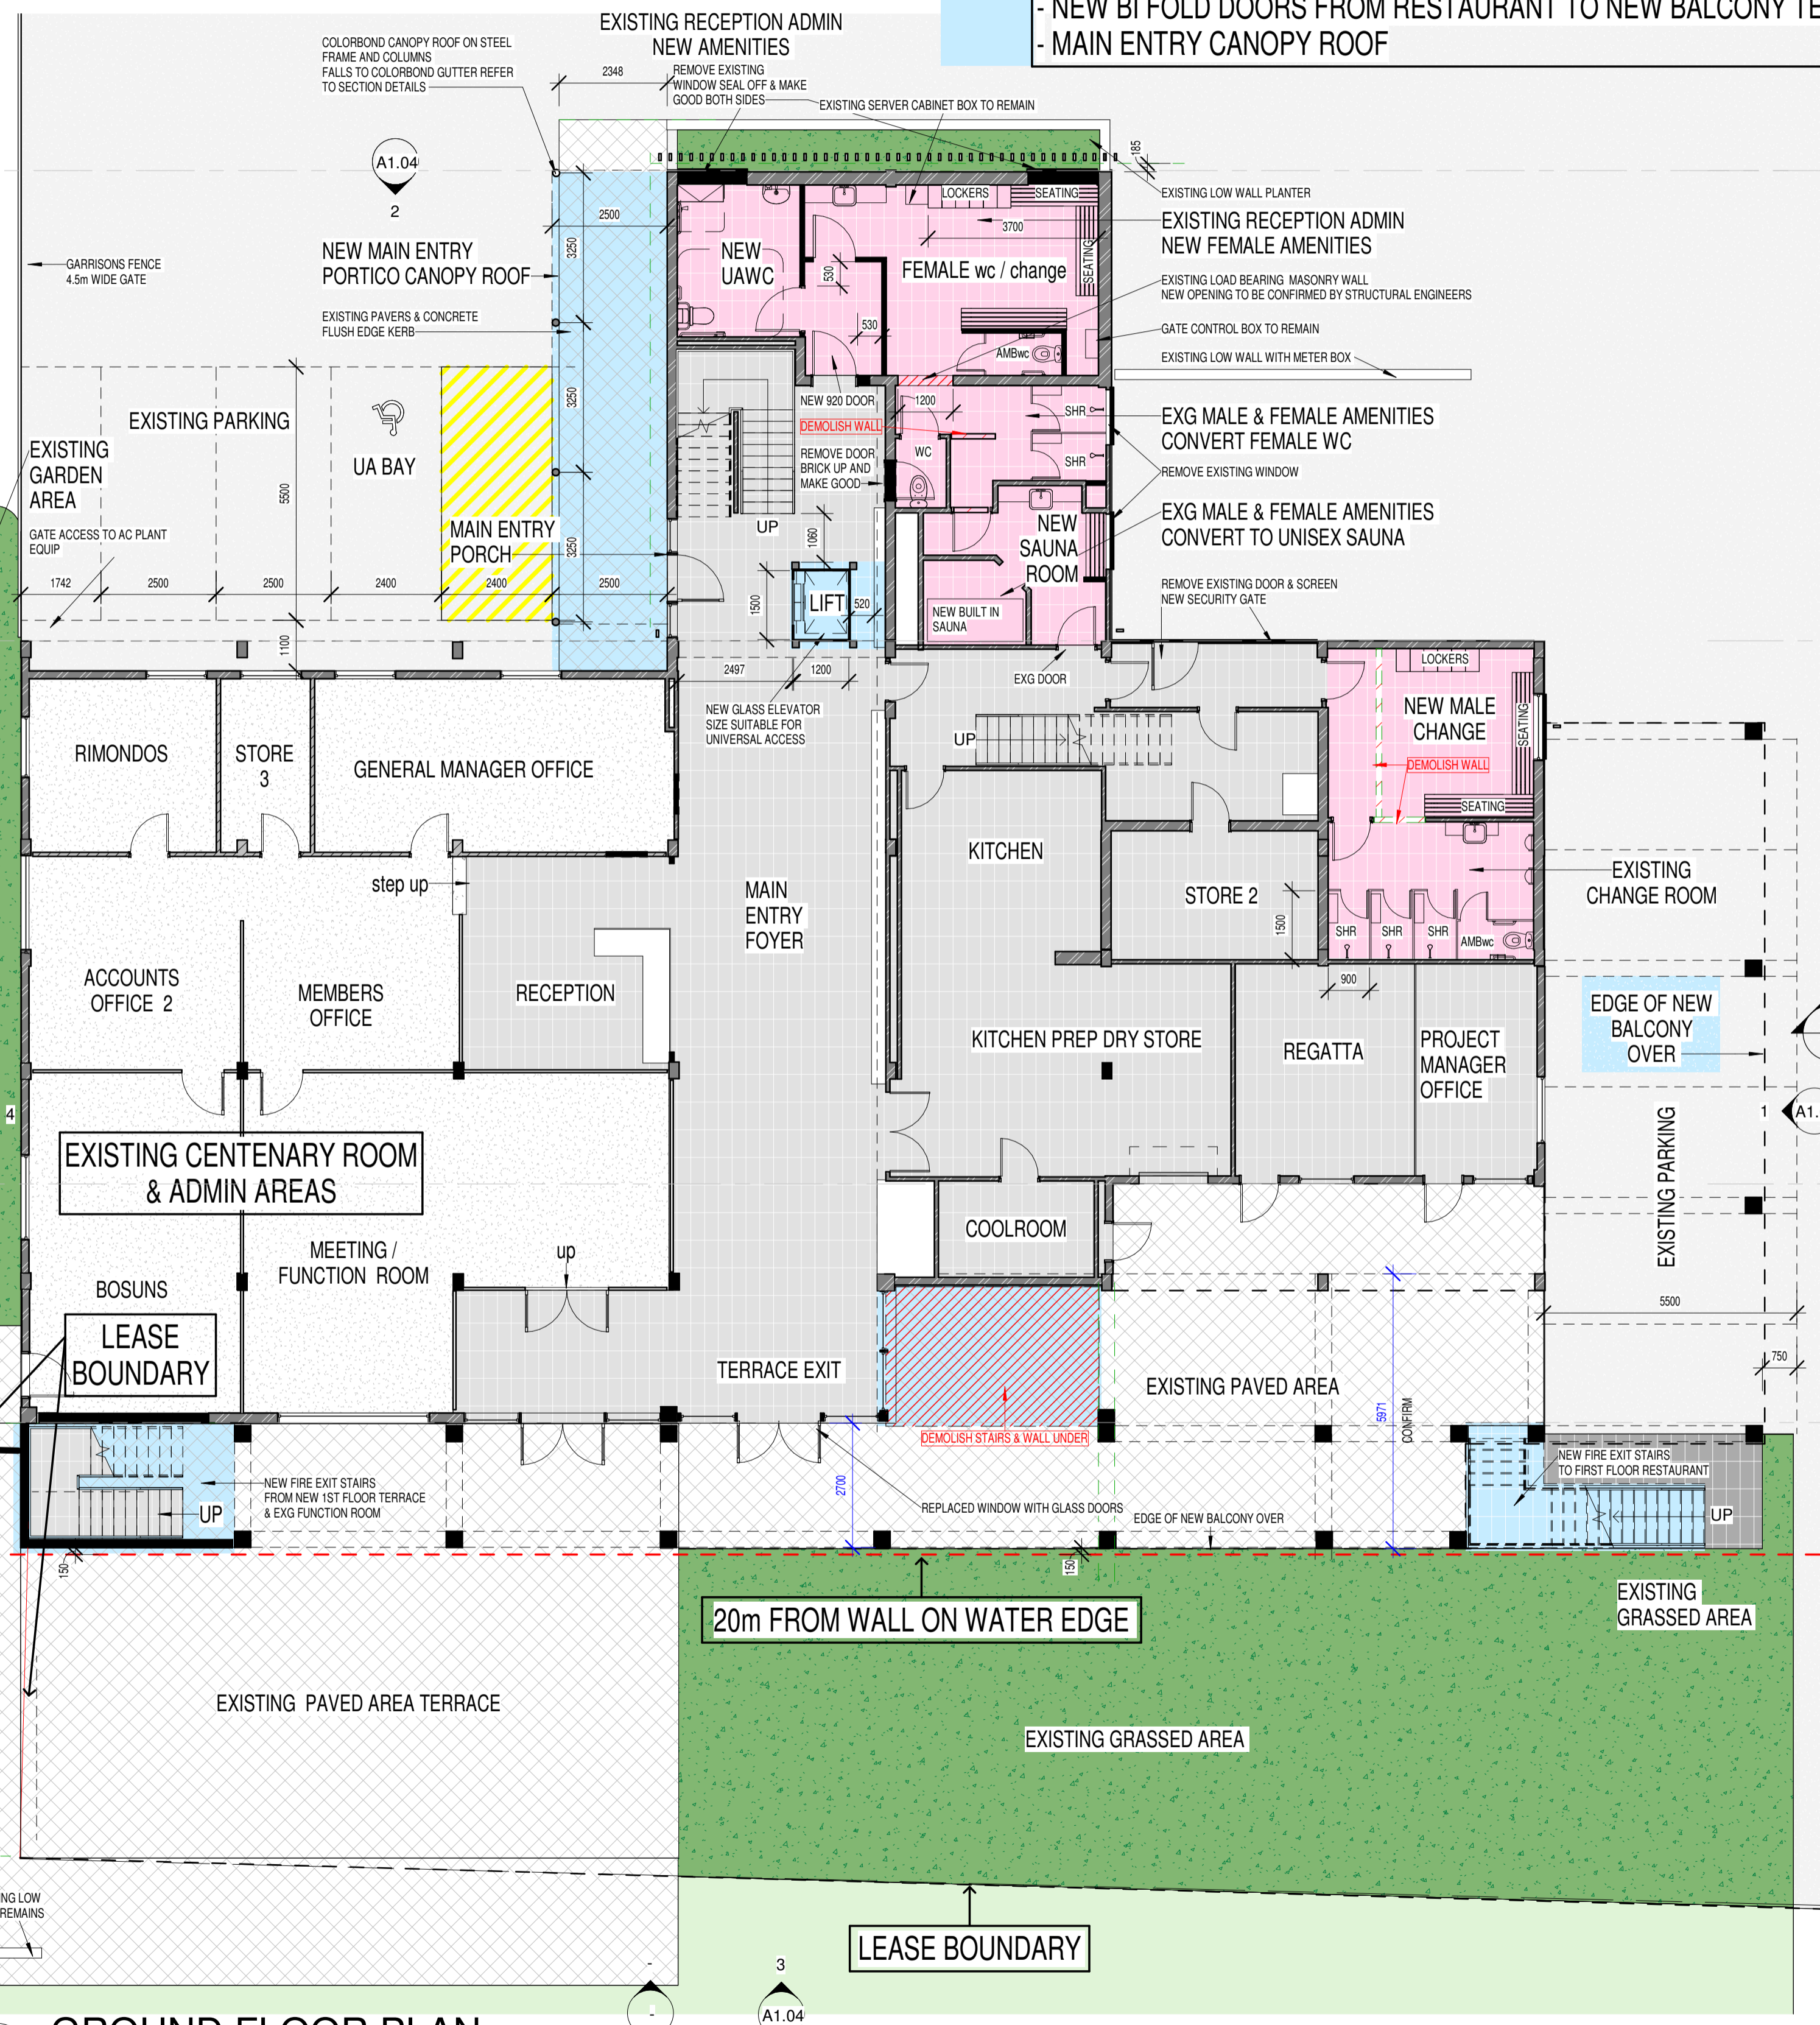 - NEW BI FOLD DOORS FROM RESTAURANT TO NEW BALCONY
- MAIN ENTRY CANOPY ROOF
EXISTING RECEPTION ADMIN
NEW AMENITIES
COLORBOND CANOPY ROOF ON STEEL
FRAME AND COLUMNS
FALLS TO COLORBOND GUTTER REFER
TO SECTION DETAILS
2348
REMOVE EXISTING
WINDOW SEAL OFF & MAKE
GOOD BOTH SIDES
EXISTING SERVER CABINET BOX TO REMAIN
185
A1.04
2
EXISTING LOW WALL PLANTER
LOCKERS
SEATING
2500
3250
3700
EXISTING RECEPTION ADMIN
NEW FEMALE AMENITIES
NEW MAIN ENTRY
PORTICO CANOPY ROOF
GARRISONS FENCE
4.5m WIDE GATE
NEW
UAWC
530
FEMALE wc / change
SEATING
EXISTING LOAD BEARING MASONRY WALL
NEW OPENING TO BE CONFIRMED BY STRUCTURAL ENGINEERS
EXISTING PAVERS & CONCRETE
FLUSH EDGE KERB
530
GATE CONTROL BOX TO REMAIN
AMBwc
EXISTING LOW WALL WITH METER BOX
3250
NEW 920 DOOR
1200
SHR
EXISTING PARKING
DEMOLISH WALL
EXG MALE & FEMALE AMENITIES
CONVERT FEMALE WC
EXISTING
GARDEN
AREA
UA BAY
5500
REMOVE DOOR
BRICK UP AND
MAKE GOOD
WC
SHR
REMOVE EXISTING WINDOW
GATE ACCESS TO AC PLANT
EQUIP
MAIN ENTRY
PORCH
3250
UP
1060
NEW
SAUNA
ROOM
EXG MALE & FEMALE AMENITIES
CONVERT TO UNISEX SAUNA
1742
2500
2500
2400
2400
2500
1500
LIFT
520
NEW BUILT IN
SAUNA
REMOVE EXISTING DOOR & SCREEN
NEW SECURITY GATE
1100
2497
1200
EXG DOOR
LOCKERS
NEW GLASS ELEVATOR
SIZE SUITABLE FOR
UNIVERSAL ACCESS
UP
NEW MALE
CHANGE
SEATING
RIMONDOS
STORE
3
GENERAL MANAGER OFFICE
DEMOLISH WALL
SEATING
step up
MAIN
ENTRY
FOYER
KITCHEN
STORE 2
1500
EXISTING
CHANGE ROOM
SHR
SHR
SHR
AMBwc
ACCOUNTS
OFFICE 2
MEMBERS
OFFICE
RECEPTION
900
EDGE OF NEW
BALCONY
OVER
KITCHEN PREP DRY STORE
REGATTA
PROJECT
MANAGER
OFFICE
4
1
A1.
EXISTING PARKING
EXISTING CENTENARY ROOM
& ADMIN AREAS
COOLROOM
MEETING /
FUNCTION ROOM
up
BOSUNS
5500
LEASE
BOUNDARY
750
TERRACE EXIT
EXISTING PAVED AREA
5971
CONFIRM
DEMOLISH STAIRS & WALL UNDER
NEW FIRE EXIT STAIRS
FROM NEW 1ST FLOOR TERRACE
& EXG FUNCTION ROOM
UP
2700
REPLACED WINDOW WITH GLASS DOORS
EDGE OF NEW BALCONY OVER
NEW FIRE EXIT STAIRS
TO FIRST FLOOR RESTAURANT
UP
150
150
20m FROM WALL ON WATER EDGE
EXISTING
GRASSED AREA
EXISTING PAVED AREA TERRACE
EXISTING GRASSED AREA
LOW
REMAINS
LEASE BOUNDARY
-
-
3
A1.04
GROUND FLOOR PLAN